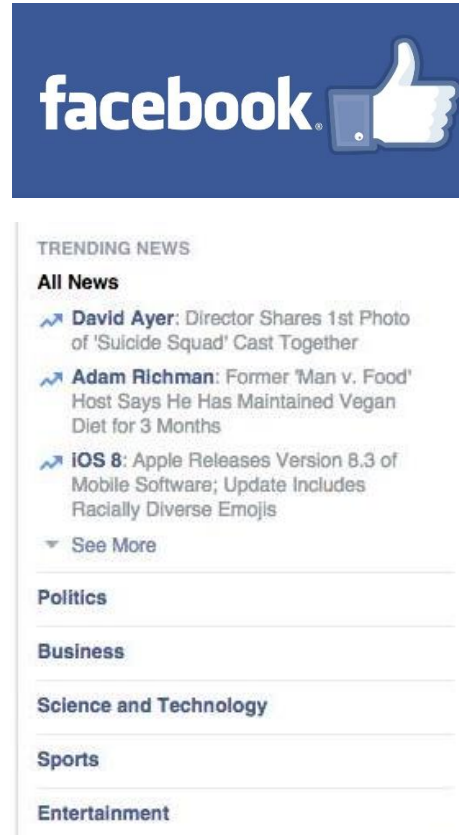 facebook®
TRENDING NEWS
All News
David Ayer: Director Shares 1st Photo
of 'Suicide Squad' Cast Together
Adam Richman: Former 'Man v. Food'
Host Says He Has Maintained Vegan
Diet for 3 Months
iOS 8: Apple Releases Version 8.3 of
Mobile Software; Update Includes
Racially Diverse Emojis
See More
Politics
Business
Science and Technology
Sports
Entertainment